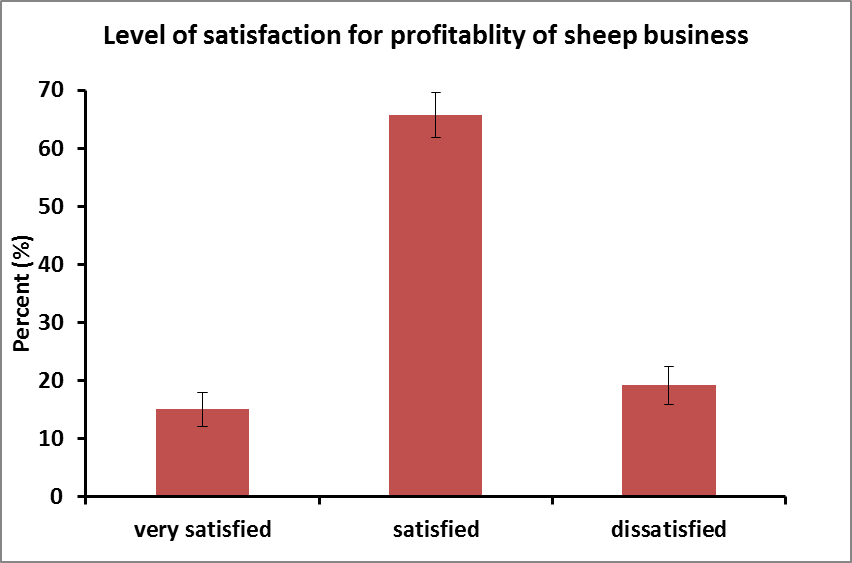 Level of satisfaction for profitablity of sheep business
70
60
50
40
30
20
10
0
Percent (%)
very satisfied
satisfied
dissatisfied